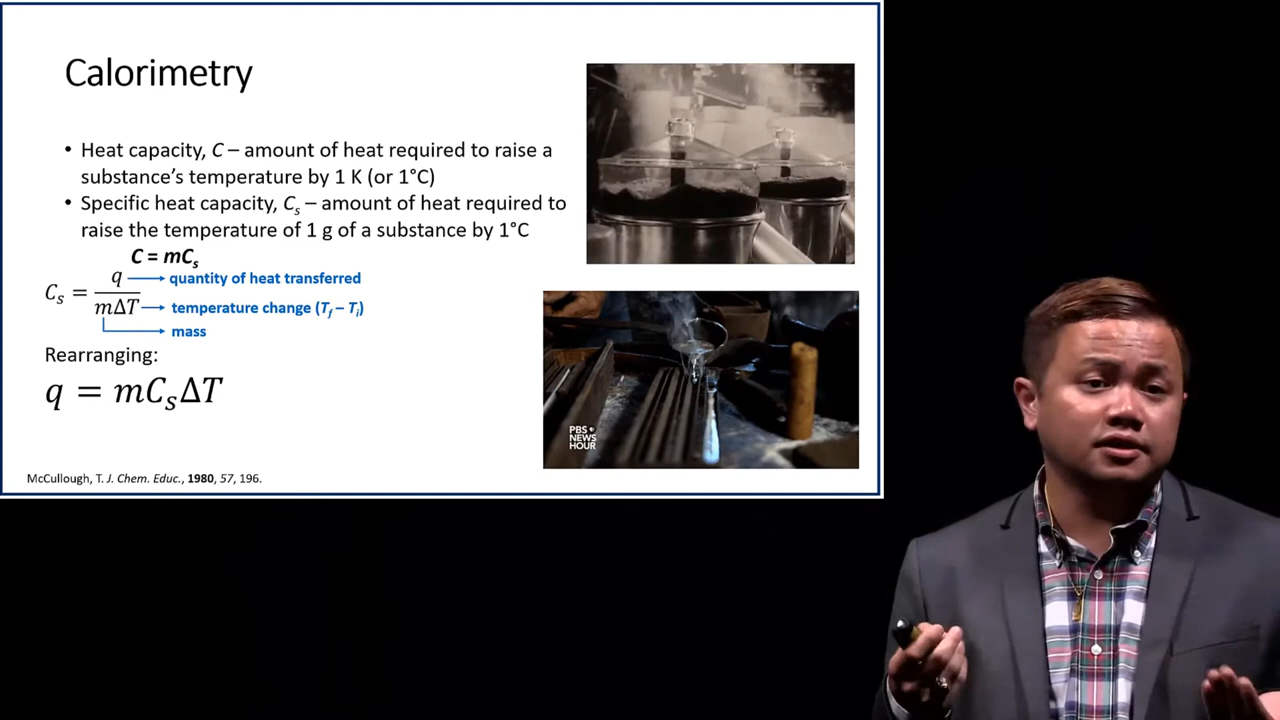 Calorimetry
• Heat capacity, C – amount of heat required to raise a
substance's temperature by 1 K (or 1°C)
• Specific heat capacity, Cₛ – amount of heat required to
raise the temperature of 1 g of a substance by 1°C
C = mCₛ
Cₛ = q / mΔT
quantity of heat transferred
temperature change (T_f – T_i)
mass
Rearranging:
q = mCₛΔT
McCullough, T. J. Chem. Educ., 1980, 57, 196.
PBS
NEWS
HOUR